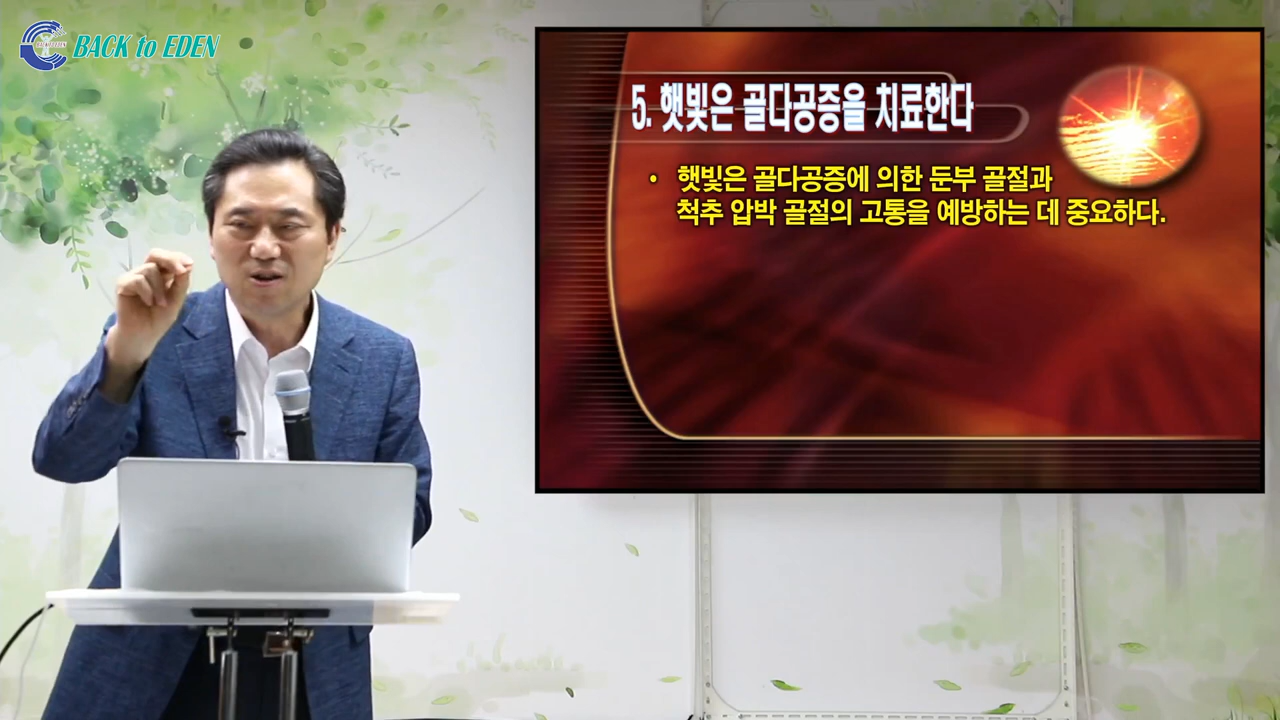 BACK to EDEN
5. 햇빛은 골다공증을 치료한다
• 햇빛은 골다공증에 의한 둔부 골절과
척추 압박 골절의 고통을 예방하는 데 중요하다.